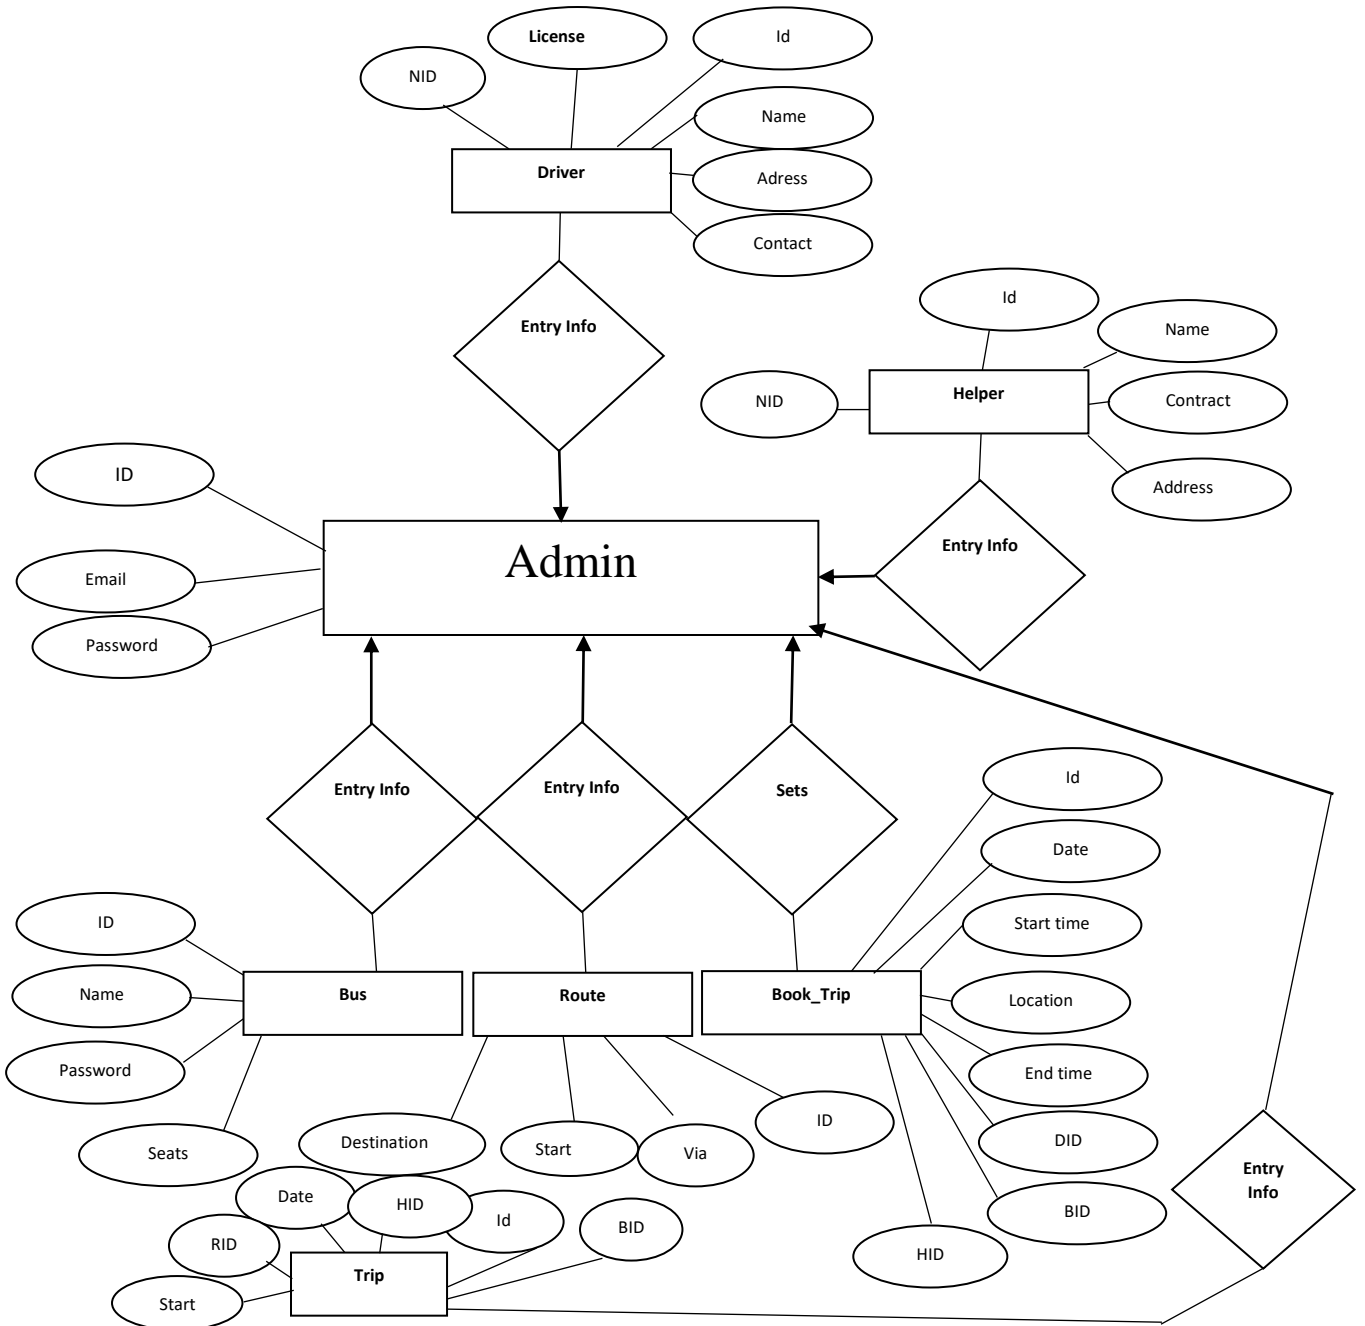 License
Id
NID
Name
Driver
Adress
Contact
Id
Entry Info
Name
Helper
NID
Contract
ID
Address
Entry Info
Admin
Email
Password
Id
Entry Info
Entry Info
Sets
Date
ID
Start time
Name
Bus
Route
Book_Trip
Location
Password
End time
ID
Destination
Start
Via
DID
Seats
Entry
Info
Date
HID
Id
BID
BID
RID
HID
Trip
Start